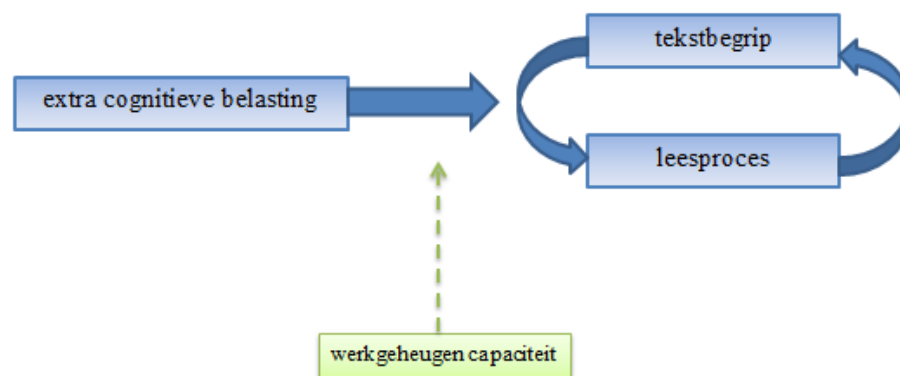 tekstbegrip
extra cognitieve belasting
leesproces
werkgeheugen capaciteit